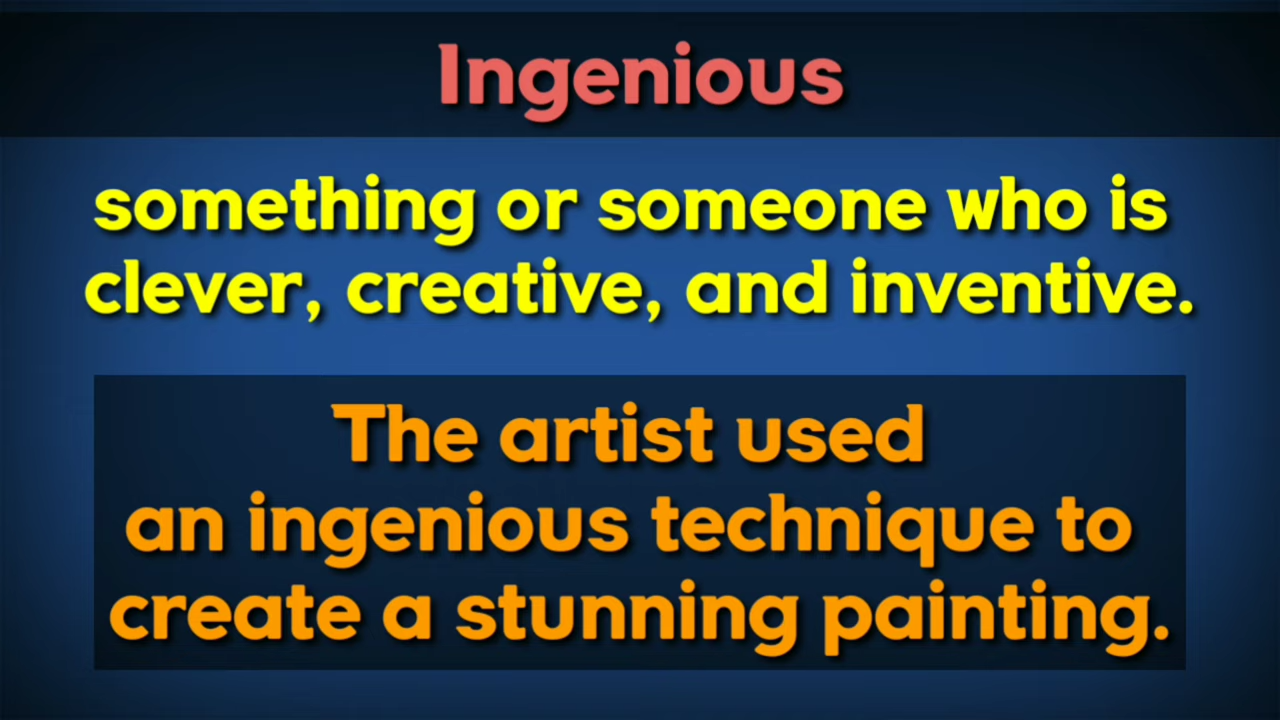 Ingenious
something or someone who is
clever, creative, and inventive.
The artist used
an ingenious technique to
create a stunning painting.